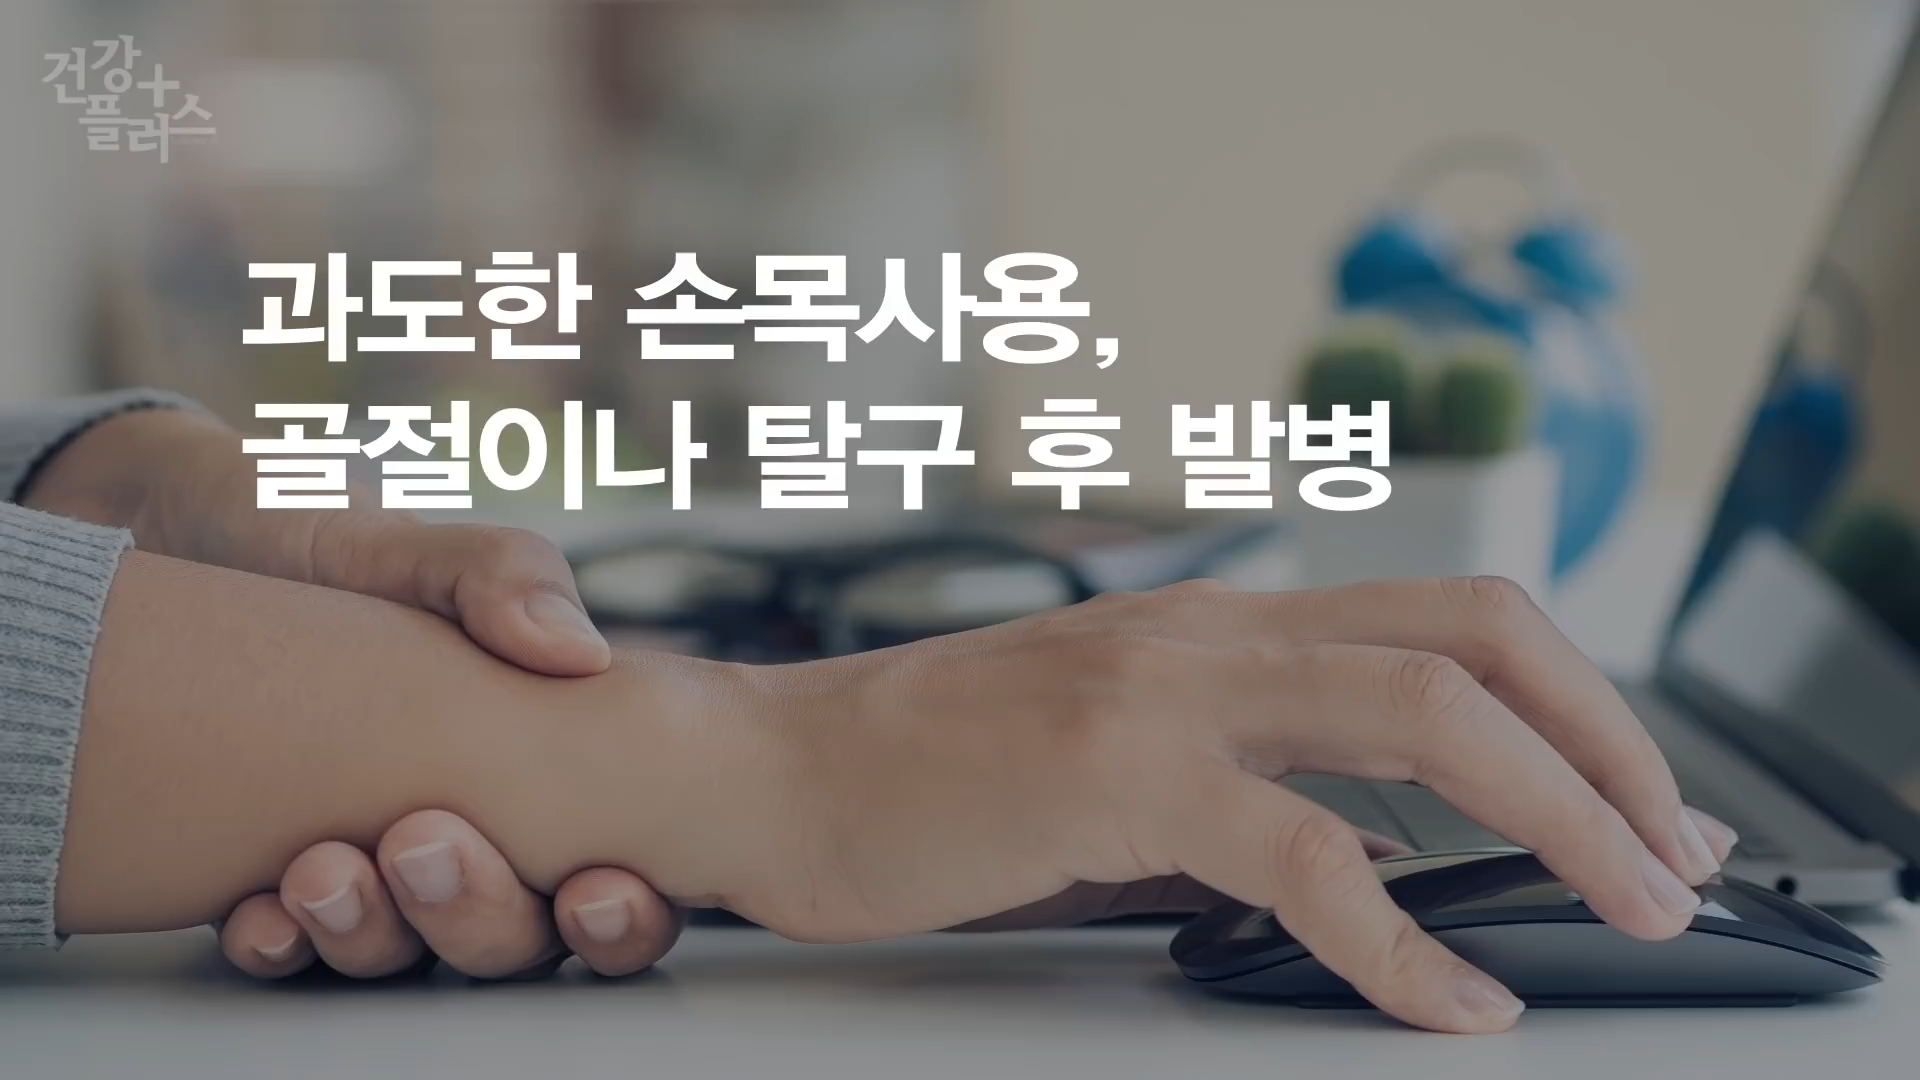 건강+
플러스
과도한 손목사용,
골절이나 탈구 후 발병